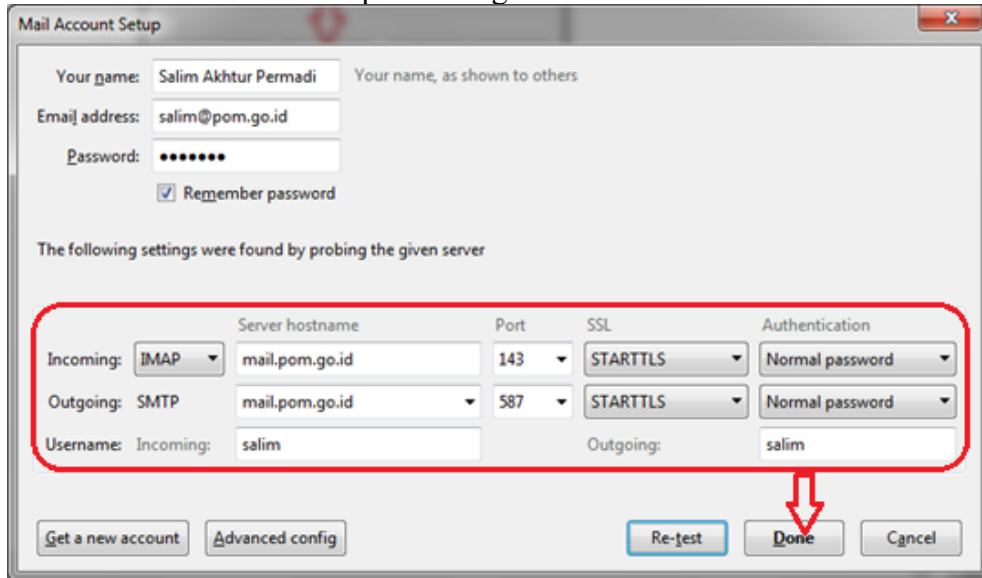 Mail Account Setup
Your name: Salim Akhtur Permadi Your name, as shown to others
Email address: salim@pom.go.id
Password: •••••••
Remember password
The following settings were found by probing the given server
Server hostname Port SSL Authentication
Incoming: IMAP mail.pom.go.id 143 STARTTLS Normal password
Outgoing: SMTP mail.pom.go.id 587 STARTTLS Normal password
Username: Incoming: salim Outgoing: salim
Get a new account Advanced config Re-test Done Cancel